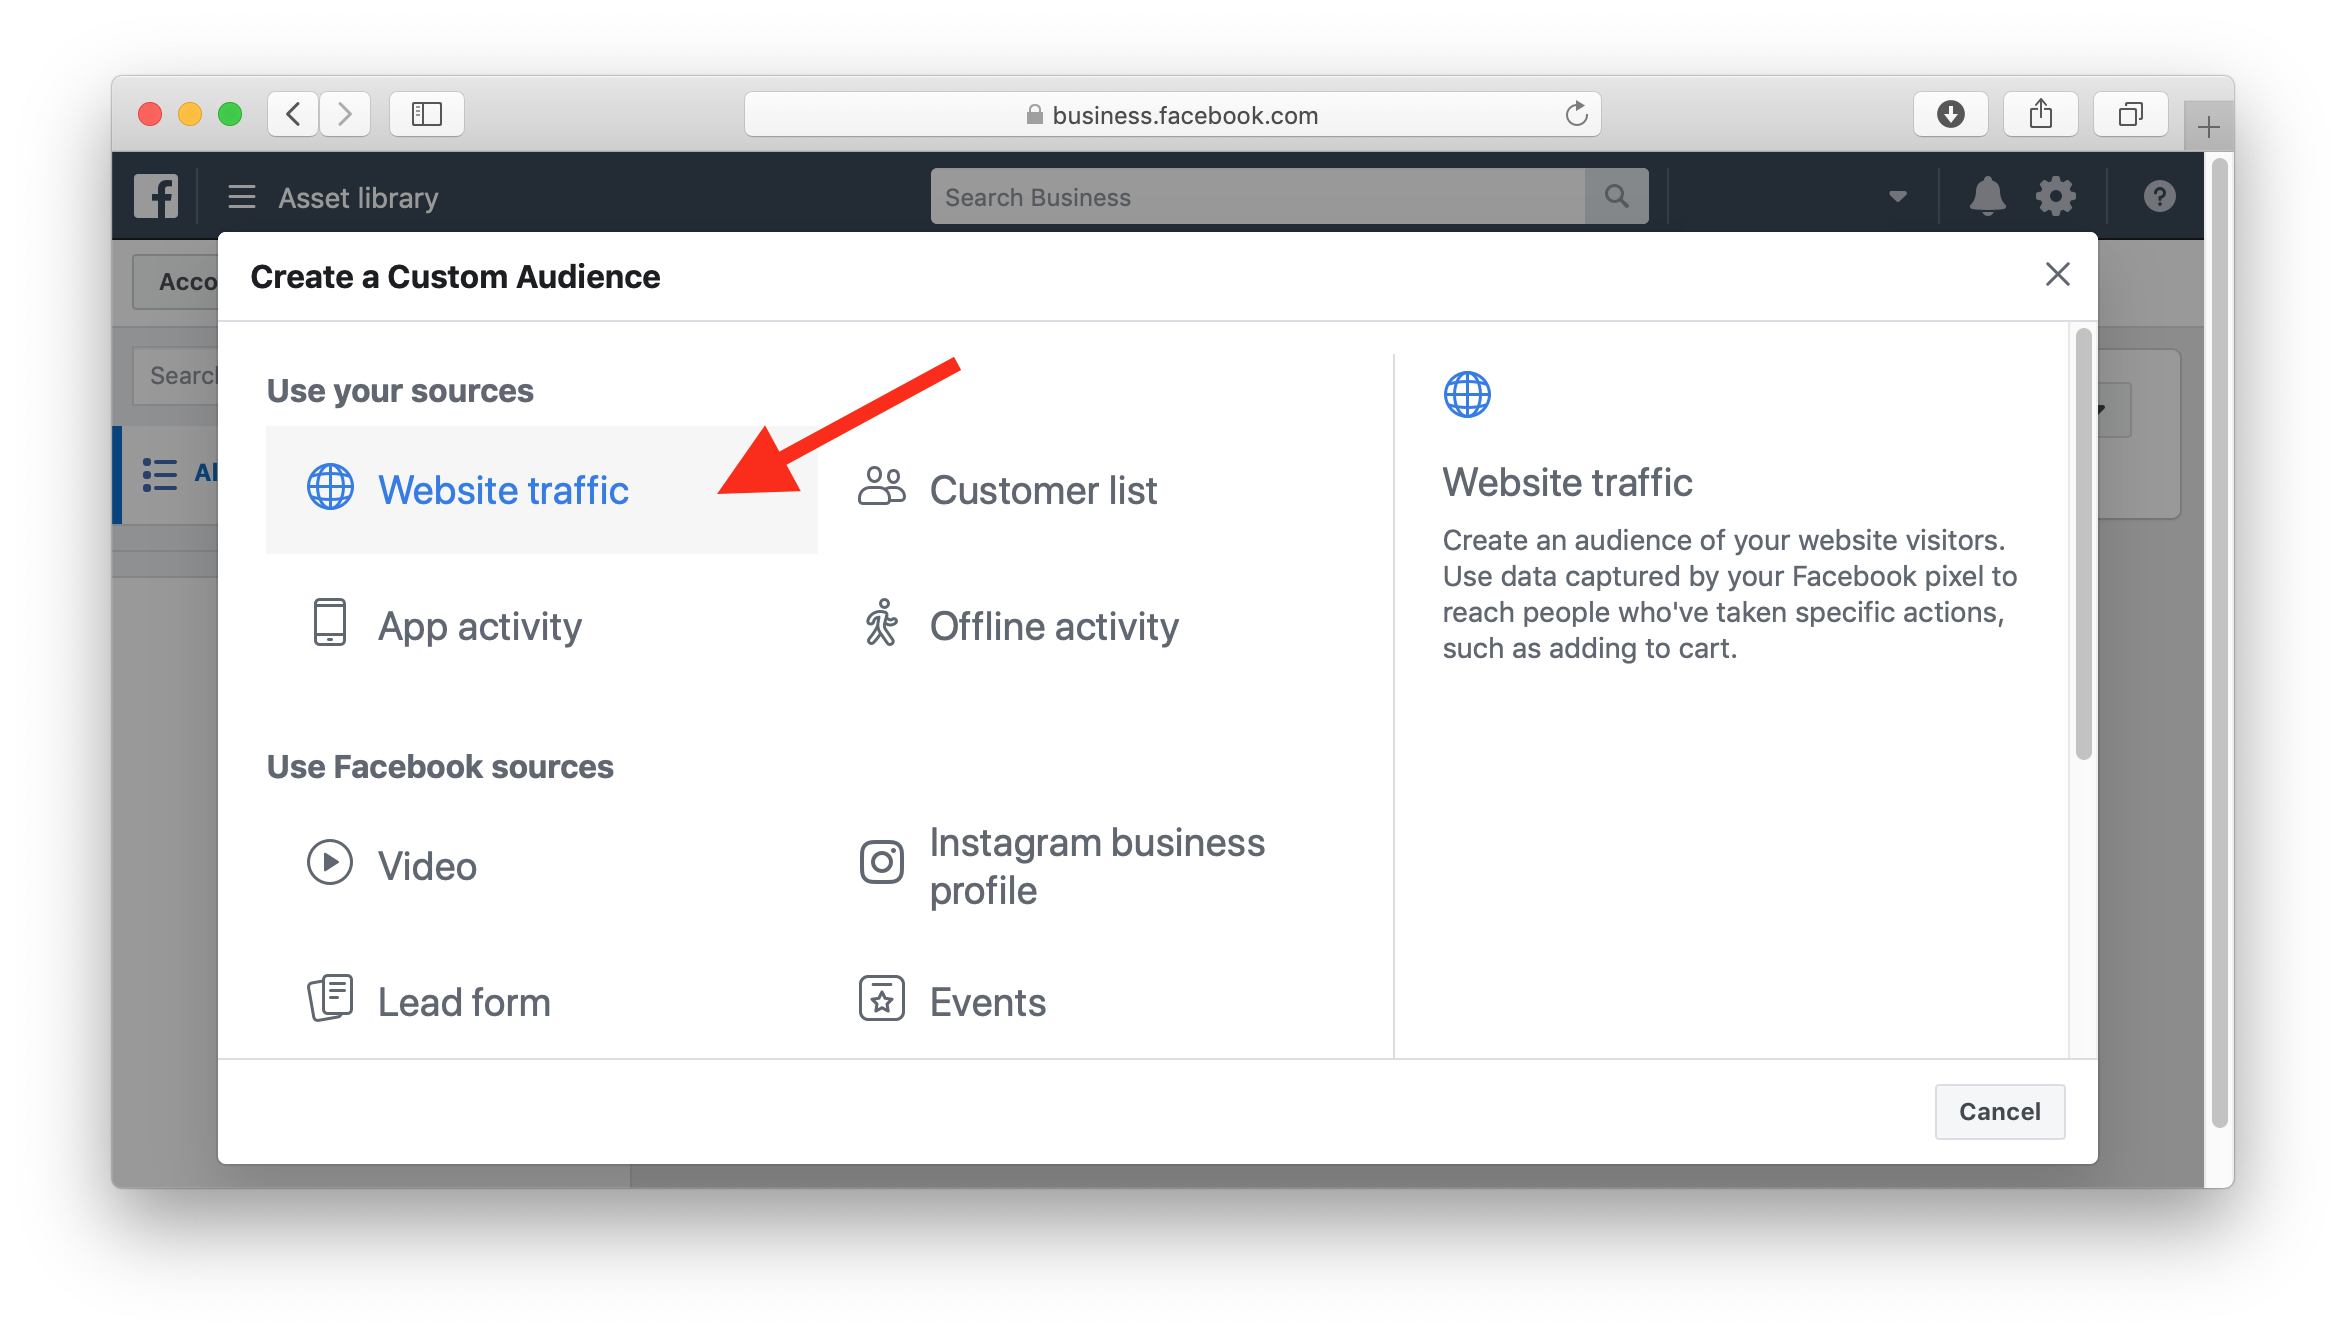 business.facebook.com
Asset library
Search Business
Create a Custom Audience
Use your sources
Website traffic
Customer list
App activity
Offline activity
Use Facebook sources
Video
Instagram business
profile
Lead form
Events
Website traffic
Create an audience of your website visitors.
Use data captured by your Facebook pixel to
reach people who've taken specific actions,
such as adding to cart.
Cancel